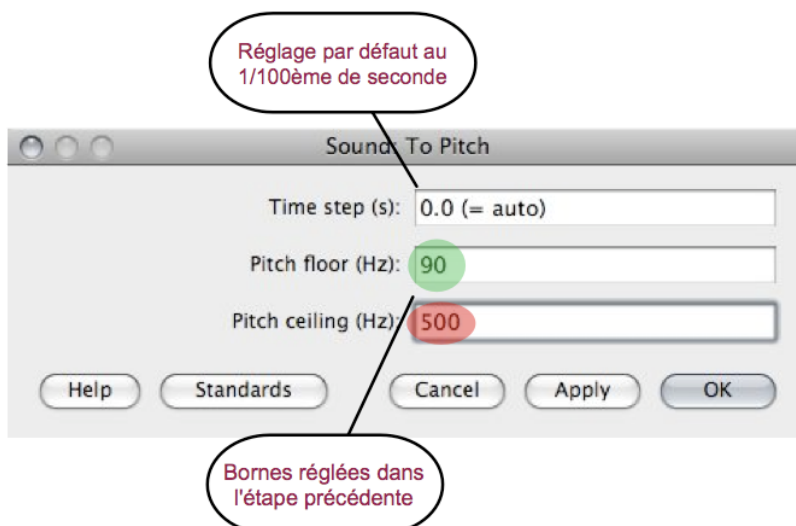 Réglage par défaut au
1/100ème de seconde
Sound: To Pitch
Time step (s): 0.0 (= auto)
Pitch floor (Hz): 90
Pitch ceiling (Hz): 500
Help Standards Cancel Apply OK
Bornes réglées dans
l'étape précédente